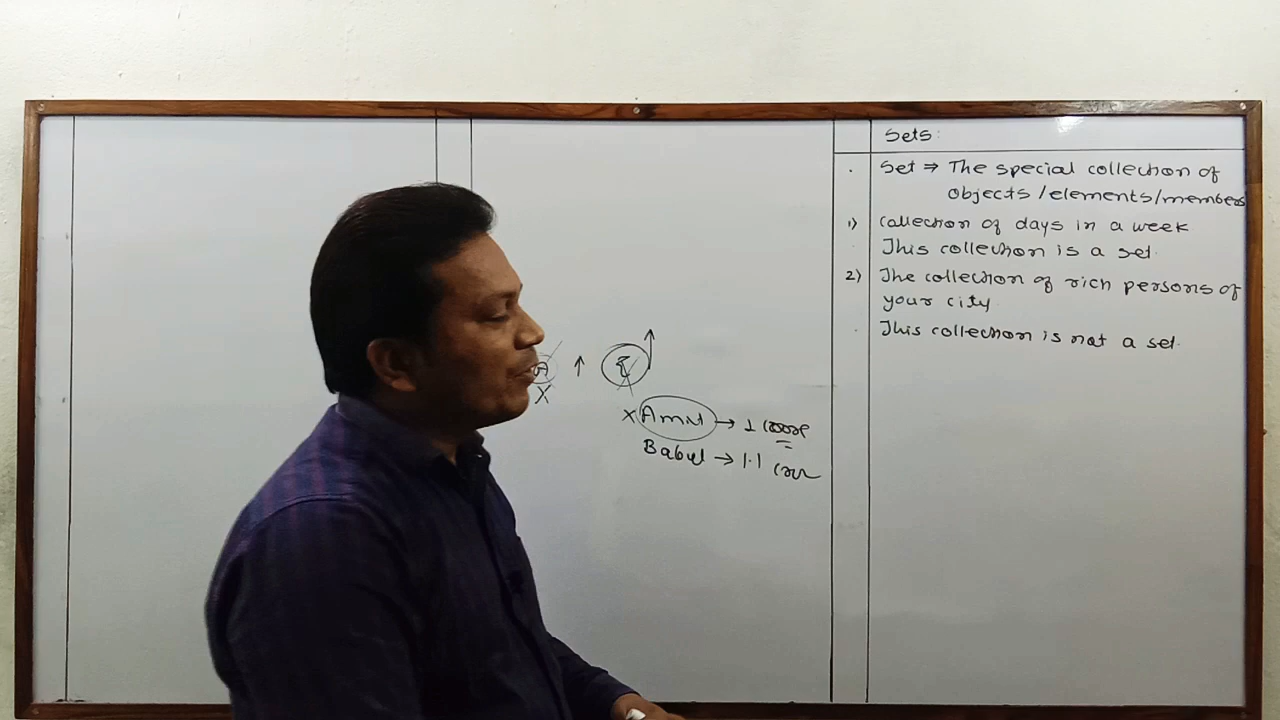 Sets:
Set ⇒ The special collection of
objects/elements/members
1) Collection of days in a week
This collection is a set.
2) The collection of rich persons of
your city.
This collection is not a set.
A ↑
X
X Amit → 1
Babul → 1.1